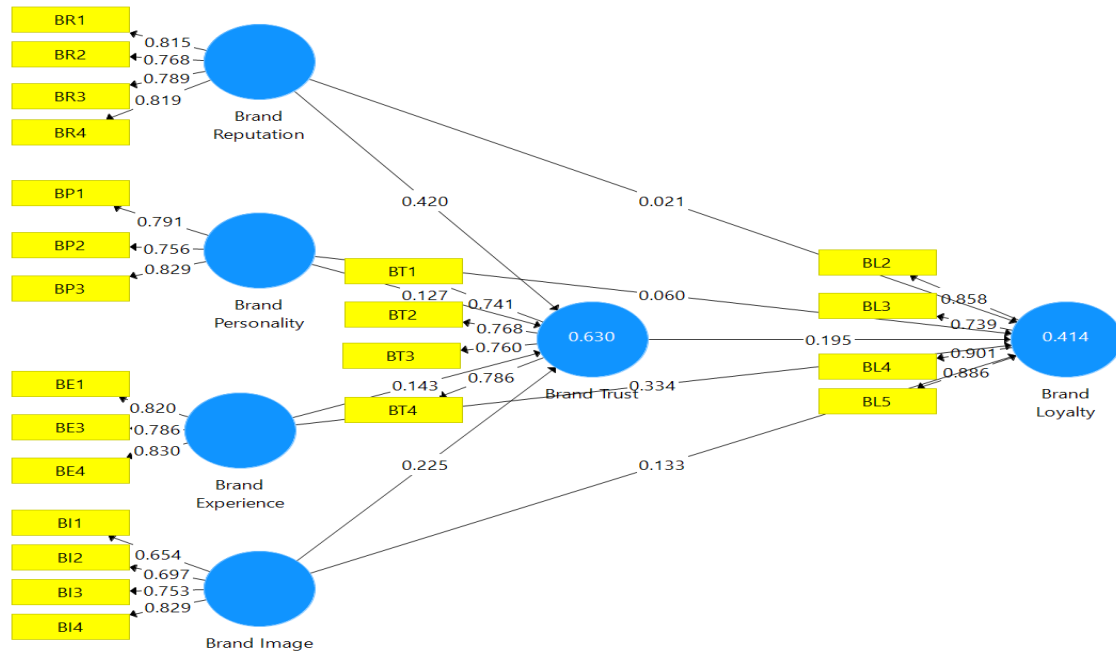 BR1
BR2
BR3
BR4
0.815
0.768
0.789
0.819
Brand
Reputation
BP1
BP2
BP3
0.791
0.756
0.829
Brand
Personality
BE1
BE3
BE4
0.820
0.786
0.830
Brand
Experience
BI1
BI2
BI3
BI4
0.654
0.697
0.753
0.829
Brand Image
0.420
0.127
0.143
0.225
BT1
BT2
BT3
BT4
0.741
0.768
0.760
0.786
0.630
Brand Trust
0.021
0.060
0.195
0.334
0.133
BL2
BL3
BL4
BL5
0.858
0.739
0.901
0.886
0.414
Brand
Loyalty